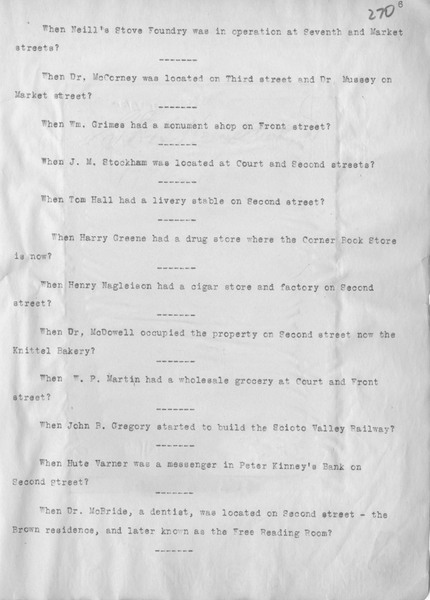 270 6
When Neill's Stove Foundry was in operation at Seventh and Market
streets?
-------
When Dr, McCorney was located on Third street and Dr. Mussey on
Market street?
-------
When Wm. Grimes had a monument shop on Front street?
-------
When J. M. Stockham was located at Court and Second streets?
-------
When Tom Hall had a livery stable on Second street?
-------
When Harry Greene had a drug store where the Corner Book Store
is now?
-------
When Henry Nagleison had a cigar store and factory on Second
street?
-------
When Dr, McDowell occupied the property on Second street now the
Knittel Bakery?
-------
When W. P. Martin had a wholesale grocery at Court and Front
street?
-------
When John R. Gregory started to build the Scioto Valley Railway?
-------
When Hute Varner was a messenger in Peter Kinney's Bank on
Second Street?
-------
When Dr. McBride, a dentist, was located on Second street - the
Brown residence, and later known as the Free Reading Room?
-------